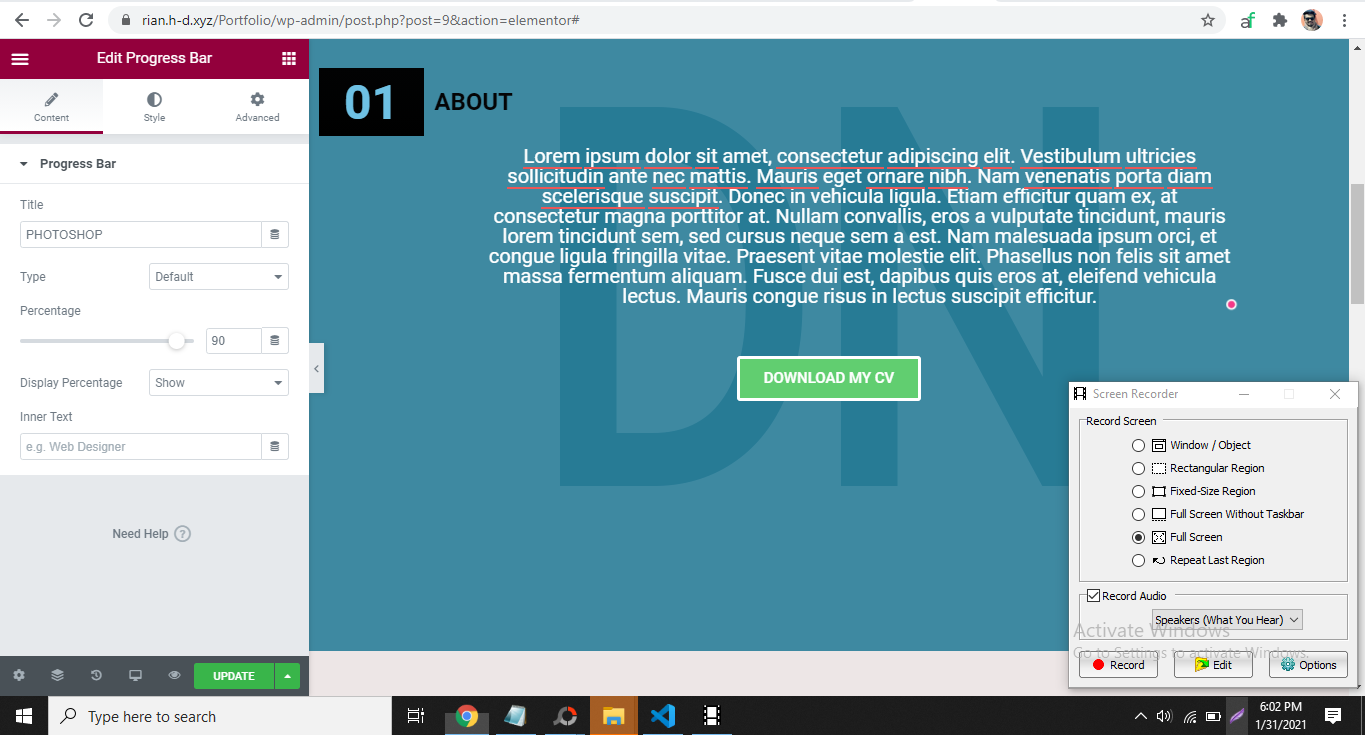 rian.h-d.xyz/Portfolio/wp-admin/post.php?post=9&action=elementor#
af
Edit Progress Bar
Content
Style
Advanced
Progress Bar
Title
PHOTOSHOP
Type
Default
Percentage
90
Display Percentage
Show
Inner Text
e.g. Web Designer
Need Help ?
UPDATE
DN
01
ABOUT
Lorem ipsum dolor sit amet, consectetur adipiscing elit. Vestibulum ultricies
sollicitudin ante nec mattis. Mauris eget ornare nibh. Nam venenatis porta diam
scelerisque suscipit. Donec in vehicula ligula. Etiam efficitur quam ex, at
consectetur magna porttitor at. Nullam convallis, eros a vulputate tincidunt, mauris
lorem tincidunt sem, sed cursus neque sem a est. Nam malesuada ipsum orci, et
congue ligula fringilla vitae. Praesent vitae molestie elit. Phasellus non felis sit amet
massa fermentum aliquam. Fusce dui est, dapibus quis eros at, eleifend vehicula
lectus. Mauris congue risus in lectus suscipit efficitur.
DOWNLOAD MY CV
Screen Recorder
Record Screen
Window / Object
Rectangular Region
Fixed-Size Region
Full Screen Without Taskbar
Full Screen
Repeat Last Region
Record Audio
Speakers (What You Hear)
Activate Windows
Go to Settings to activate Windows.
Record
Edit
Options
Type here to search
6:02 PM
1/31/2021